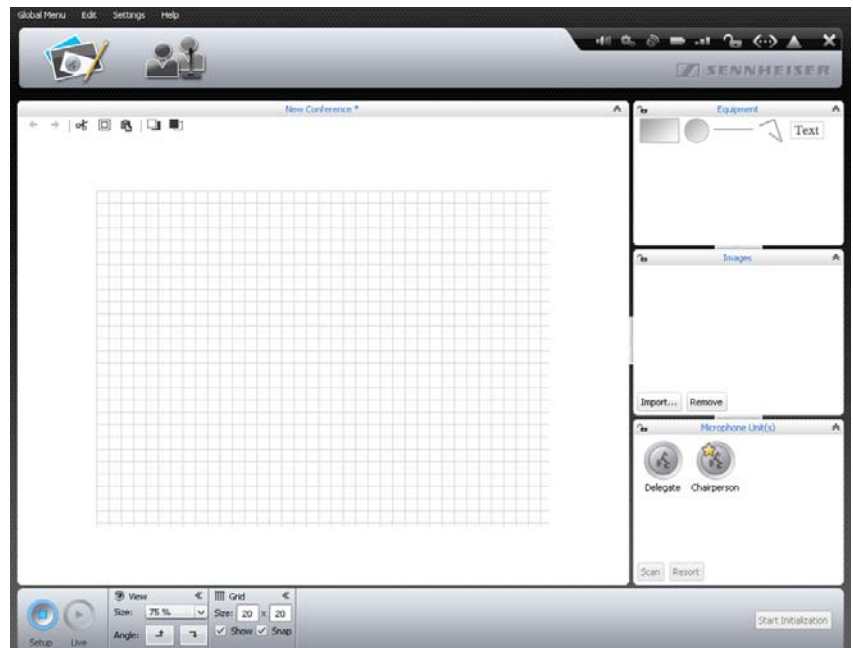 Global Menu Edit Settings Help
SENNHEISER
New Conference *
Equipment
Text
Images
Import... Remove
Microphone Unit(s)
Delegate Chairperson
Scan Resort
View
Size: 75 %
Angle:
Grid
Size: 20 x 20
Show Snap
Setup Live
Start Initialization